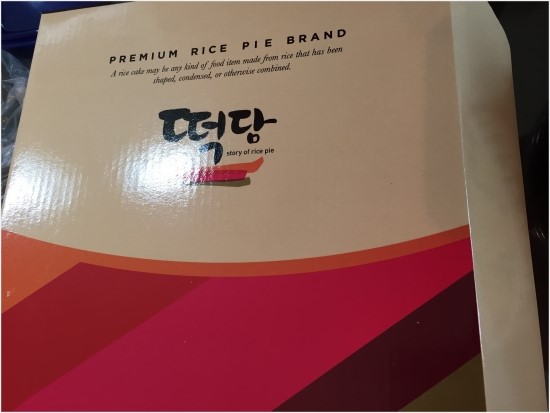 PREMIUM RICE PIE BRAND
A rice cake may be any kind of food item made from rice that has been
shaped, condensed, or otherwise combined.
떡담
story of rice pie